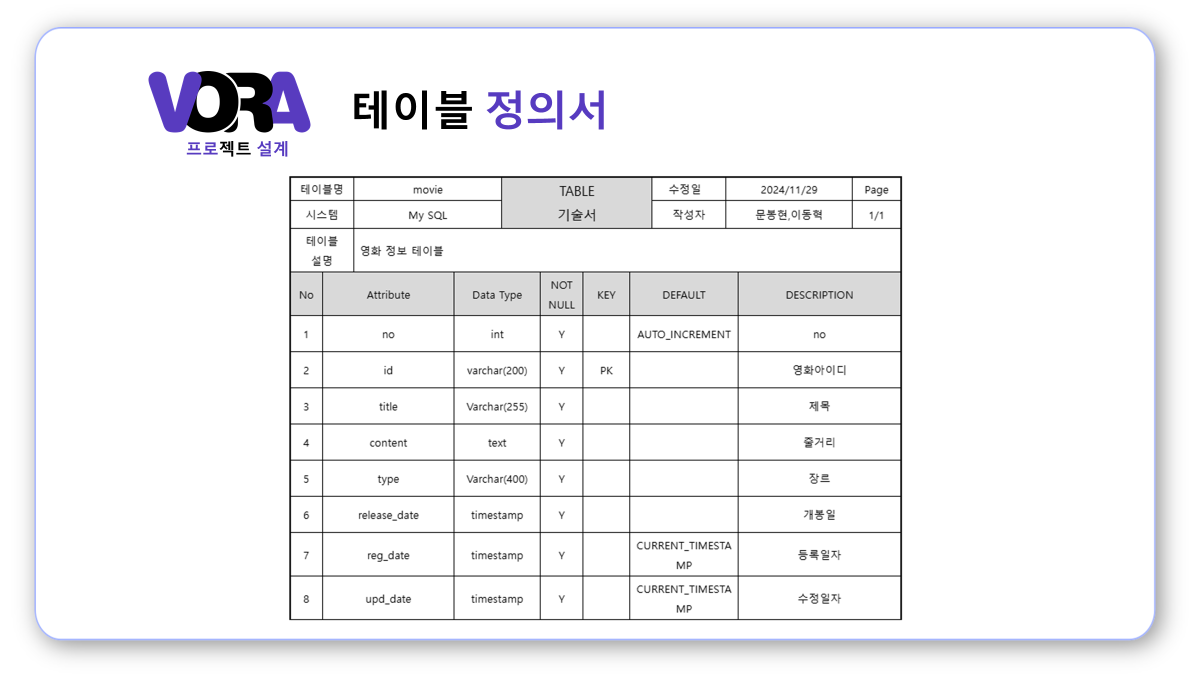 VORA
프로젝트 설계
테이블 정의서
테이블명 movie TABLE 기술서 수정일 2024/11/29 Page
시스템 My SQL 작성자 문봉현,이동혁 1/1
테이블 설명 영화 정보 테이블
No Attribute Data Type NOT NULL KEY DEFAULT DESCRIPTION
1 no int Y AUTO_INCREMENT no
2 id varchar(200) Y PK 영화아이디
3 title Varchar(255) Y 제목
4 content text Y 줄거리
5 type Varchar(400) Y 장르
6 release_date timestamp Y 개봉일
7 reg_date timestamp Y CURRENT_TIMESTAMP 등록일자
8 upd_date timestamp Y CURRENT_TIMESTAMP 수정일자